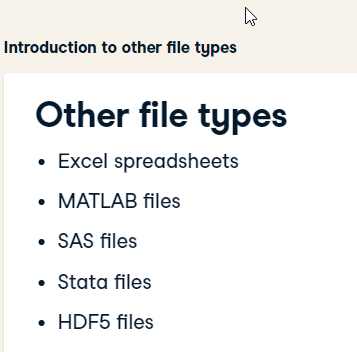 Introduction to other file types
Other file types
• Excel spreadsheets
• MATLAB files
• SAS files
• Stata files
• HDF5 files